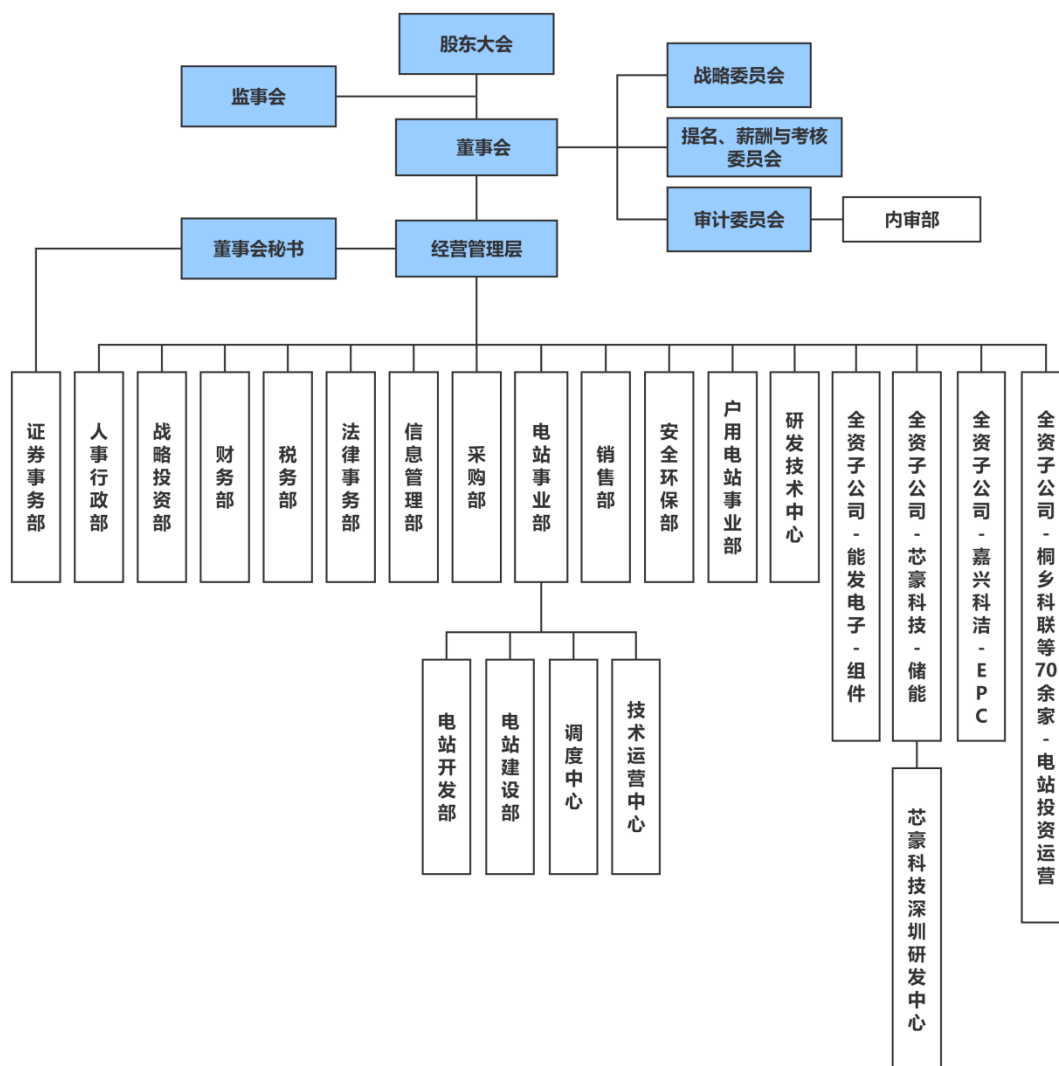 股东大会
监事会
战略委员会
董事会
提名、薪酬与考核
委员会
审计委员会
内审部
董事会秘书
经营管理层
证券事务部
人事行政部
战略投资部
财务部
税务部
法律事务部
信息管理部
采购部
电站事业部
销售部
安全环保部
户用电站事业部
研发技术中心
全资子公司-能发电子-组件
全资子公司-芯豪科技-储能
全资子公司-嘉兴科洁-EPC
全资子公司-桐乡科联等70余家-电站投资运营
电站开发部
电站建设部
调度中心
技术运营中心
芯豪科技深圳研发中心